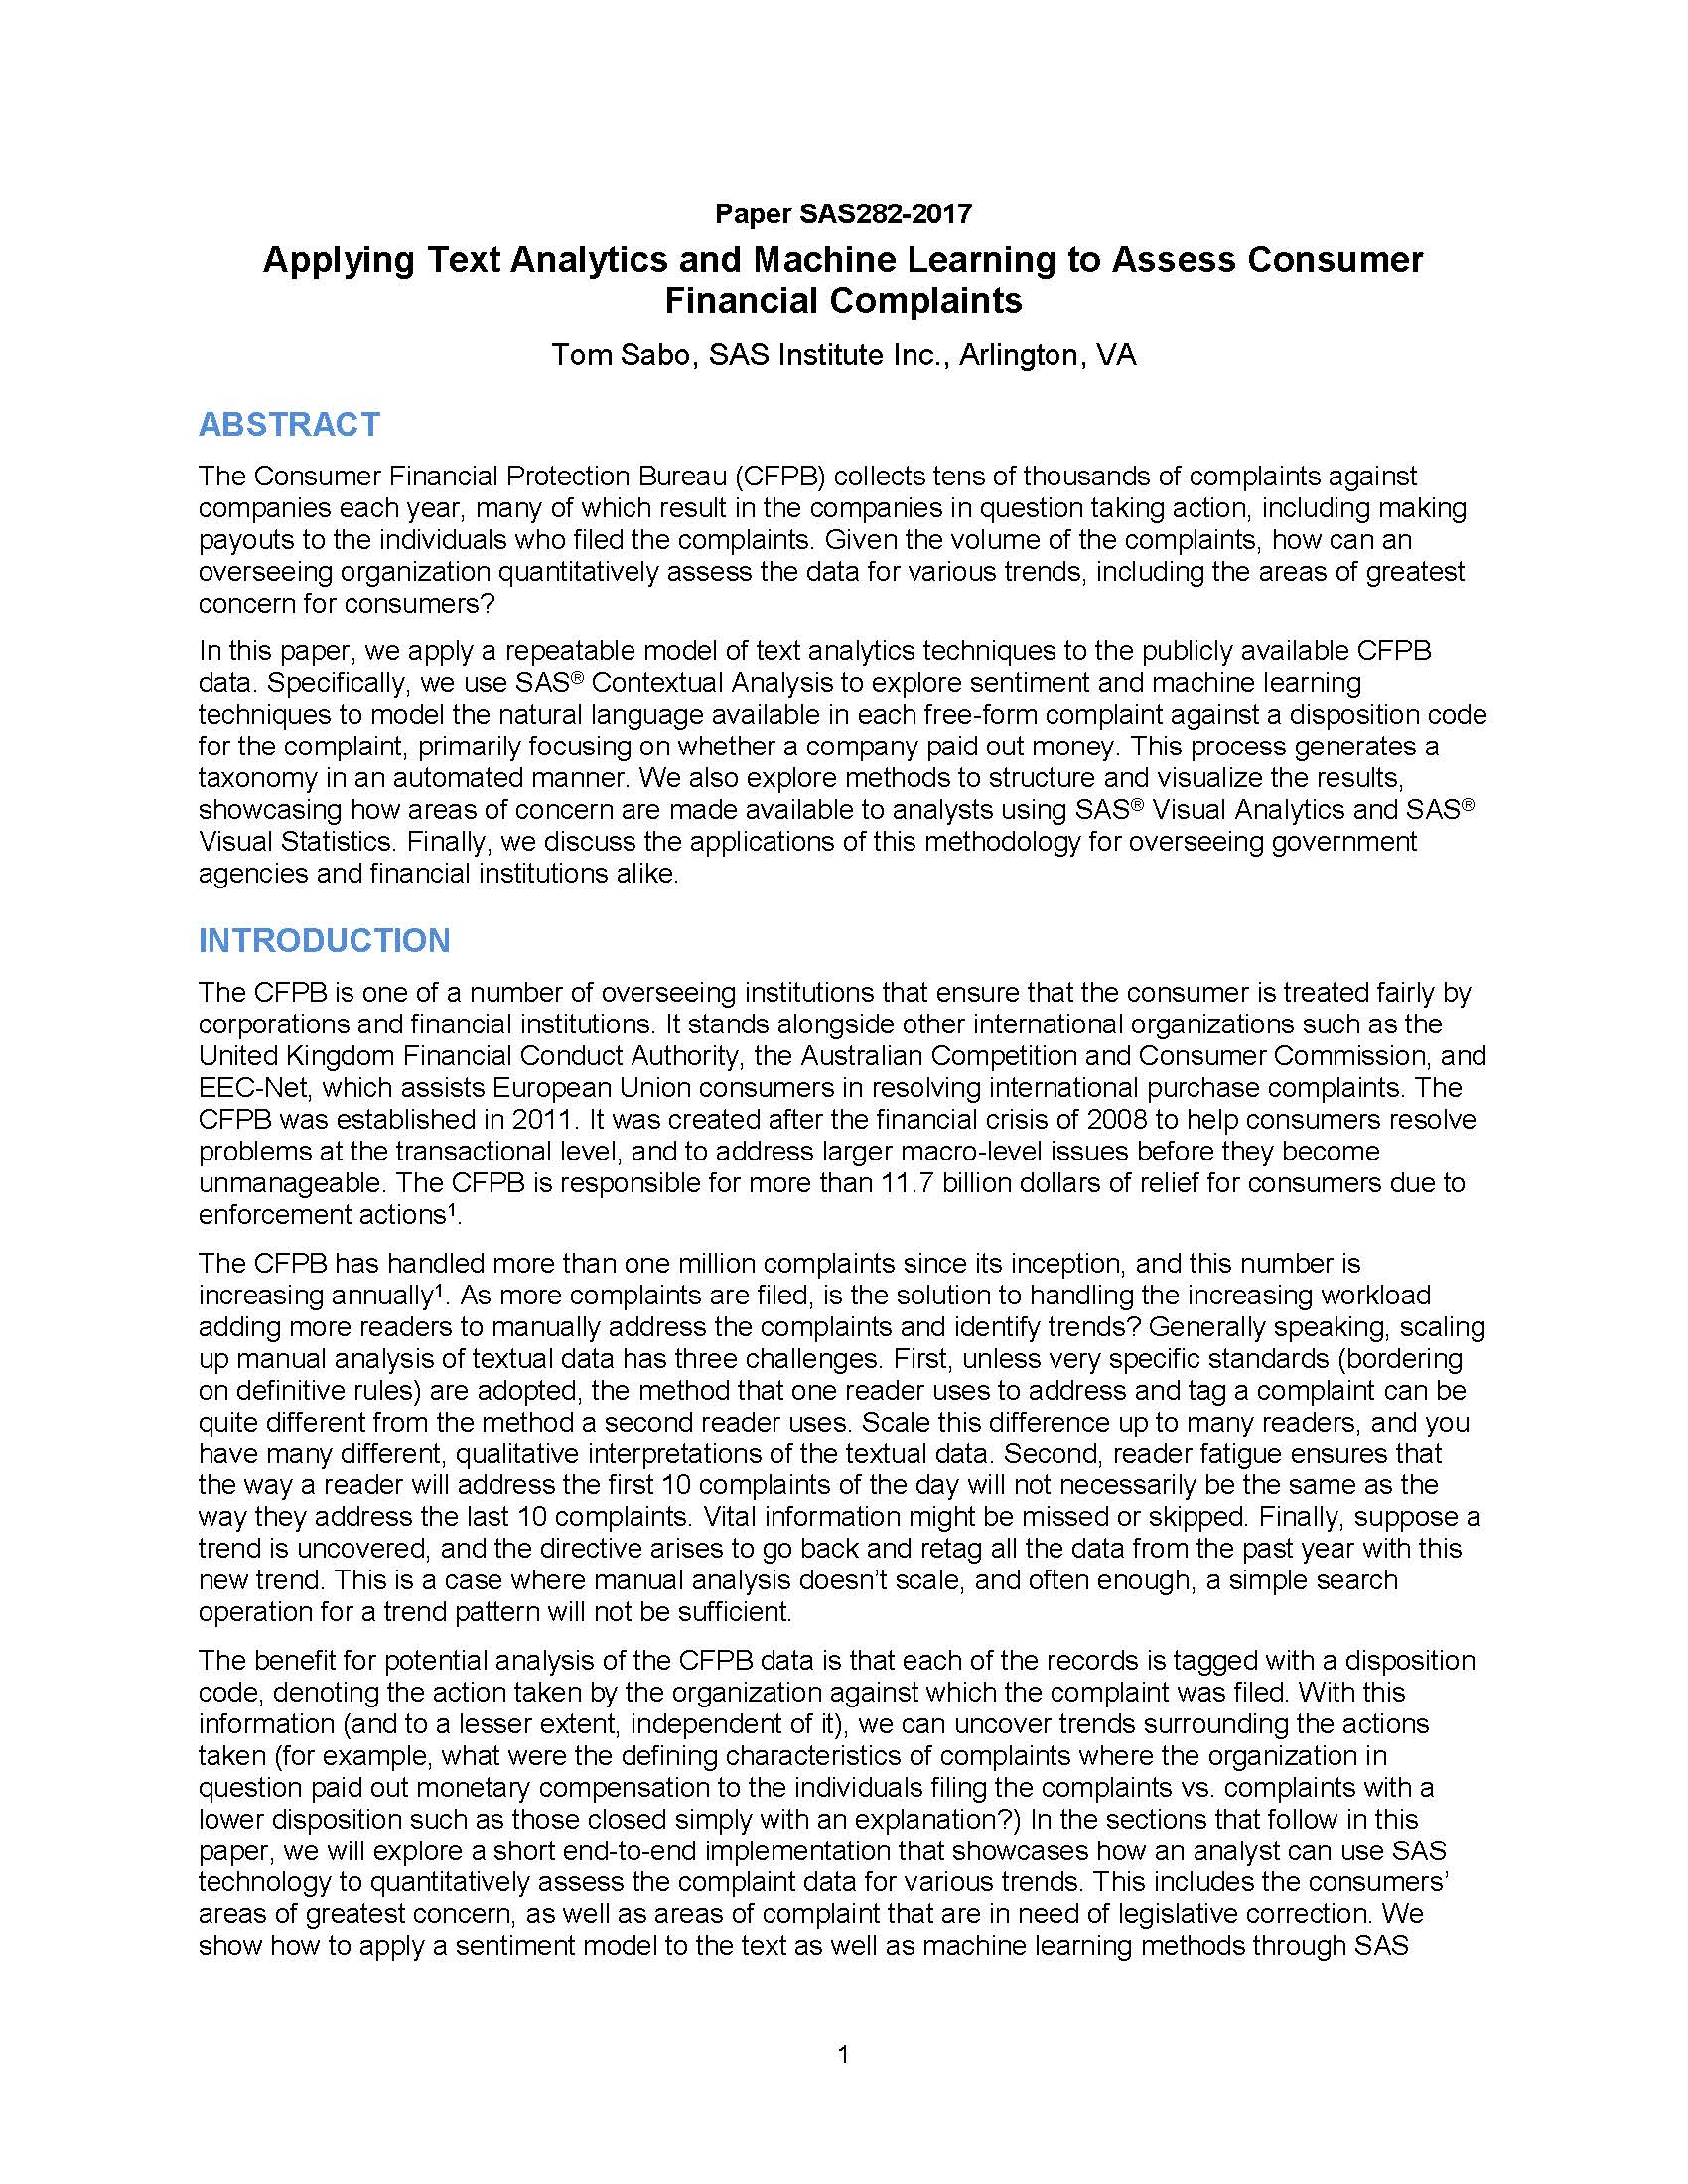 Paper SAS282-2017
Applying Text Analytics and Machine Learning to Assess Consumer
Financial Complaints
Tom Sabo, SAS Institute Inc., Arlington, VA
ABSTRACT
The Consumer Financial Protection Bureau (CFPB) collects tens of thousands of complaints against
companies each year, many of which result in the companies in question taking action, including making
payouts to the individuals who filed the complaints. Given the volume of the complaints, how can an
overseeing organization quantitatively assess the data for various trends, including the areas of greatest
concern for consumers?
In this paper, we apply a repeatable model of text analytics techniques to the publicly available CFPB
data. Specifically, we use SAS® Contextual Analysis to explore sentiment and machine learning
techniques to model the natural language available in each free-form complaint against a disposition code
for the complaint, primarily focusing on whether a company paid out money. This process generates a
taxonomy in an automated manner. We also explore methods to structure and visualize the results,
showcasing how areas of concern are made available to analysts using SAS® Visual Analytics and SAS®
Visual Statistics. Finally, we discuss the applications of this methodology for overseeing government
agencies and financial institutions alike.
INTRODUCTION
The CFPB is one of a number of overseeing institutions that ensure that the consumer is treated fairly by
corporations and financial institutions. It stands alongside other international organizations such as the
United Kingdom Financial Conduct Authority, the Australian Competition and Consumer Commission, and
EEC-Net, which assists European Union consumers in resolving international purchase complaints. The
CFPB was established in 2011. It was created after the financial crisis of 2008 to help consumers resolve
problems at the transactional level, and to address larger macro-level issues before they become
unmanageable. The CFPB is responsible for more than 11.7 billion dollars of relief for consumers due to
enforcement actions¹.
The CFPB has handled more than one million complaints since its inception, and this number is
increasing annually¹. As more complaints are filed, is the solution to handling the increasing workload
adding more readers to manually address the complaints and identify trends? Generally speaking, scaling
up manual analysis of textual data has three challenges. First, unless very specific standards (bordering
on definitive rules) are adopted, the method that one reader uses to address and tag a complaint can be
quite different from the method a second reader uses. Scale this difference up to many readers, and you
have many different, qualitative interpretations of the textual data. Second, reader fatigue ensures that
the way a reader will address the first 10 complaints of the day will not necessarily be the same as the
way they address the last 10 complaints. Vital information might be missed or skipped. Finally, suppose a
trend is uncovered, and the directive arises to go back and retag all the data from the past year with this
new trend. This is a case where manual analysis doesn’t scale, and often enough, a simple search
operation for a trend pattern will not be sufficient.
The benefit for potential analysis of the CFPB data is that each of the records is tagged with a disposition
code, denoting the action taken by the organization against which the complaint was filed. With this
information (and to a lesser extent, independent of it), we can uncover trends surrounding the actions
taken (for example, what were the defining characteristics of complaints where the organization in
question paid out monetary compensation to the individuals filing the complaints vs. complaints with a
lower disposition such as those closed simply with an explanation?) In the sections that follow in this
paper, we will explore a short end-to-end implementation that showcases how an analyst can use SAS
technology to quantitatively assess the complaint data for various trends. This includes the consumers’
areas of greatest concern, as well as areas of complaint that are in need of legislative correction. We
show how to apply a sentiment model to the text as well as machine learning methods through SAS
1